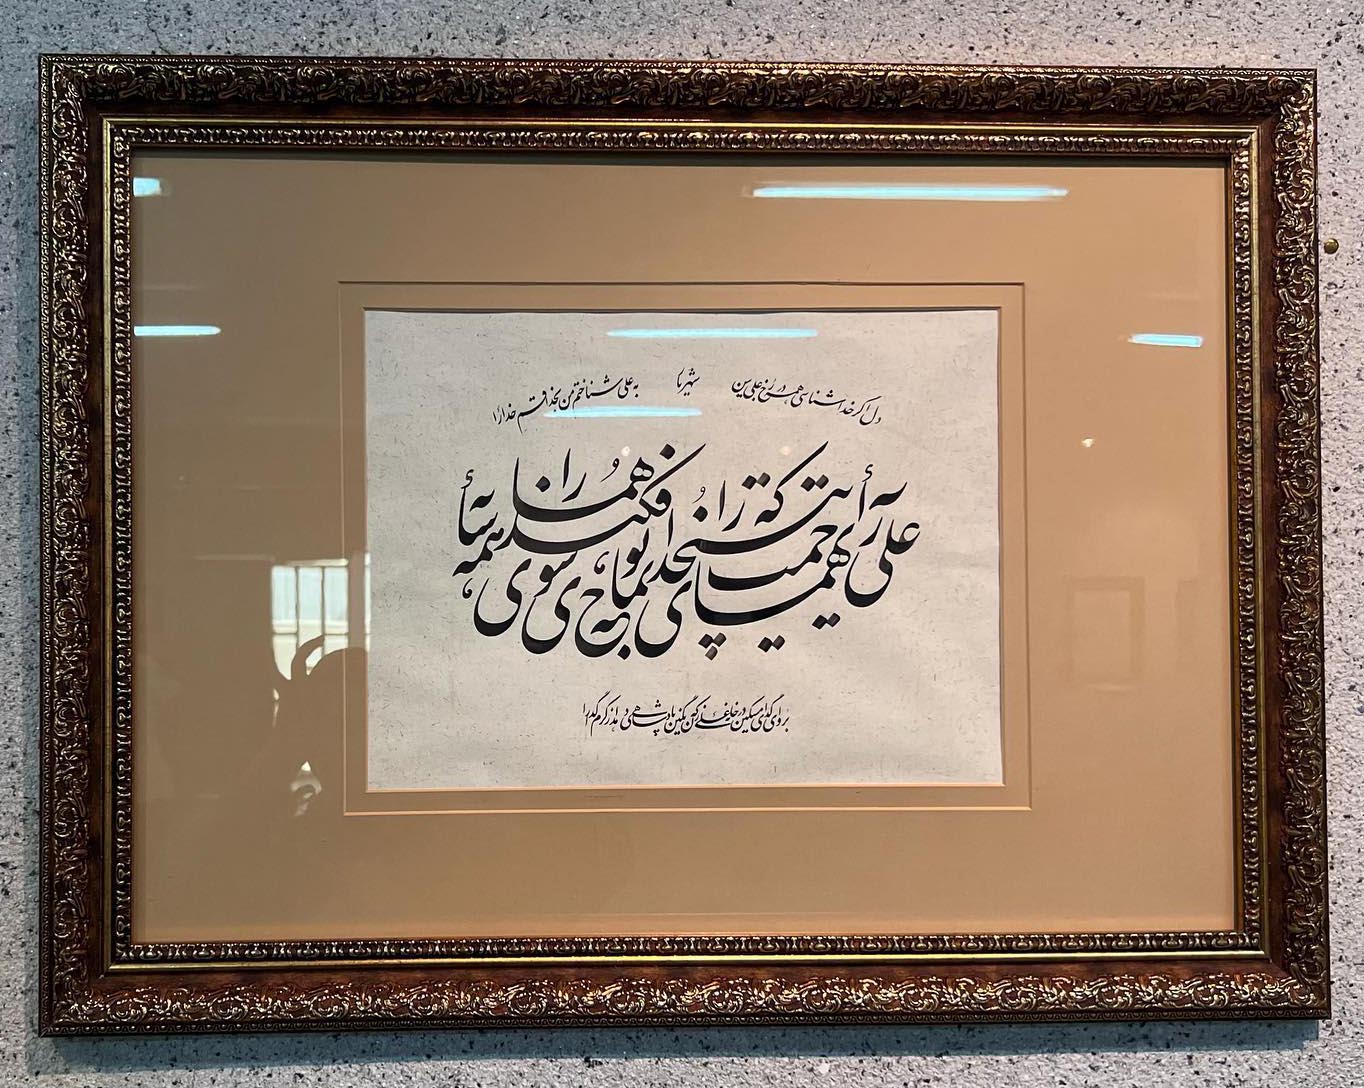 دل اگر خداشناسی همه در رخ علی بین
شهریار
به علی شناختم من به خدا قسم خدا را
علی ای همای رحمت تو چه آیتی خدا را
که به ماسوی فکندی همه سایه هما را
برو ای گدای مسکین در خانه علی زن
که نگین پادشاهی دهد از کرم گدا را